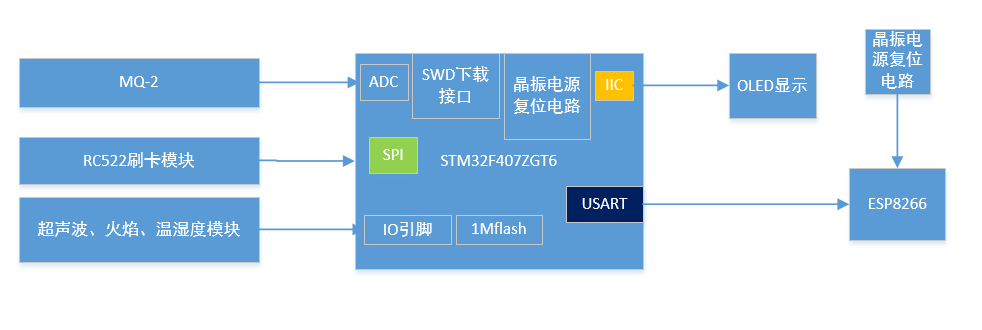 MQ-2
RC522刷卡模块
超声波、火焰、温湿度模块
ADC
SWD下载
接口
晶振电源
复位电路
IIC
SPI
STM32F407ZGT6
USART
IO引脚
1Mflash
OLED显示
晶振电
源复位
电路
ESP8266